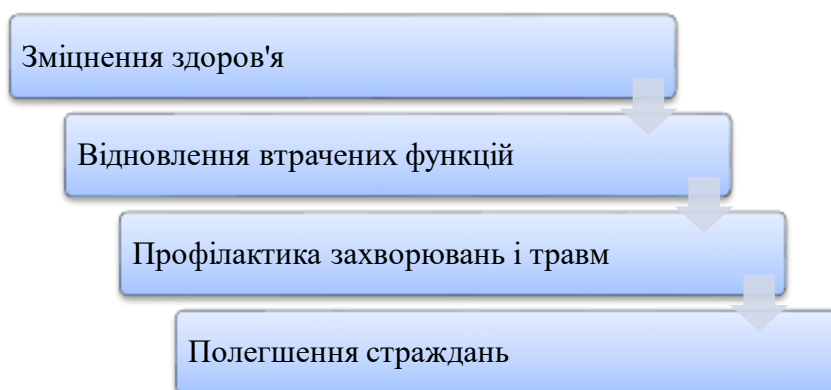 Зміцнення здоров'я
Відновлення втрачених функцій
Профілактика захворювань і травм
Полегшення страждань